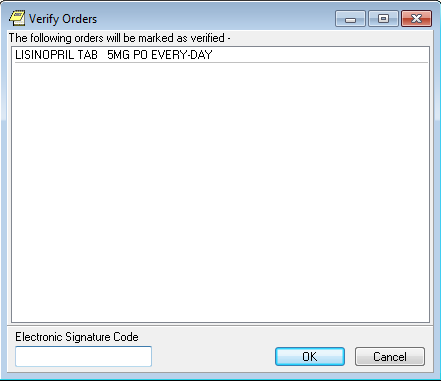 Verify Orders
The following orders will be marked as verified -
LISINOPRIL TAB   5MG PO EVERY-DAY
Electronic Signature Code
OK
Cancel